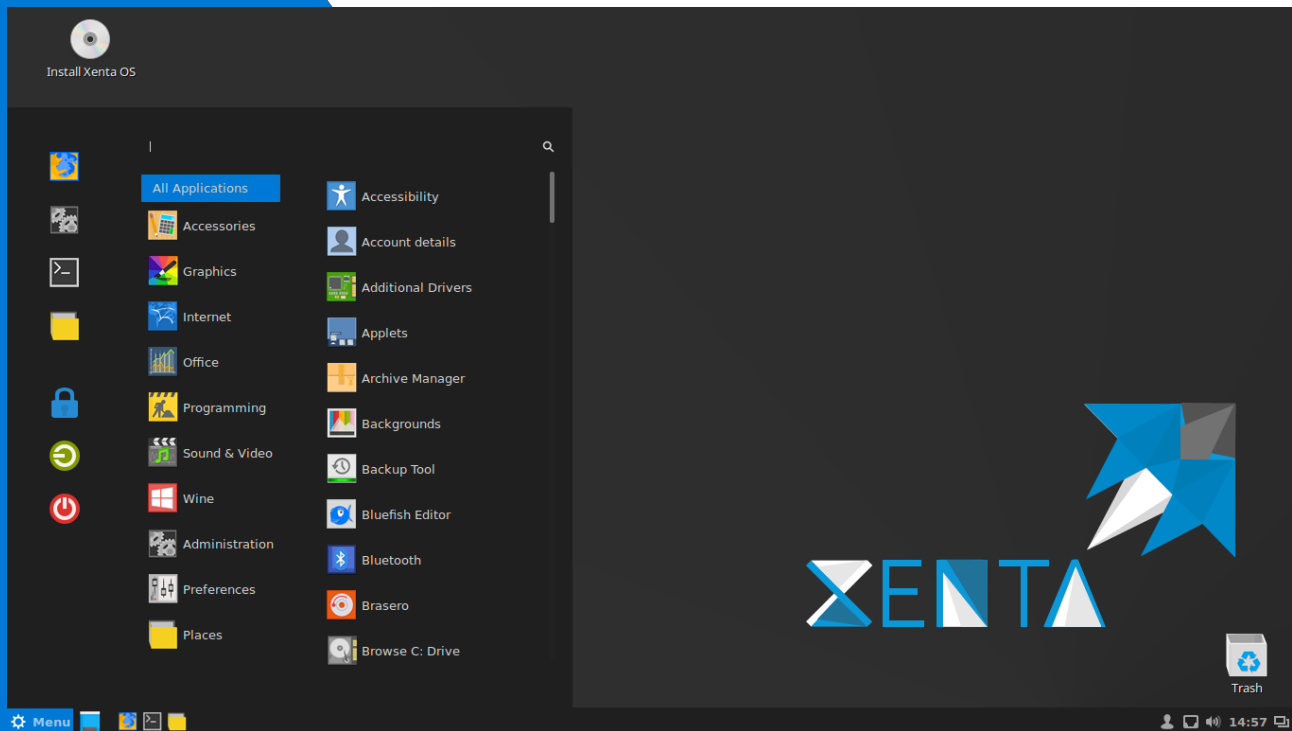 Install Xenta OS
All Applications
Accessories
Graphics
Internet
Office
Programming
Sound & Video
Wine
Administration
Preferences
Places
Accessibility
Account details
Additional Drivers
Applets
Archive Manager
Backgrounds
Backup Tool
Bluefish Editor
Bluetooth
Brasero
Browse C: Drive
XENTA
Trash
Menu
14:57